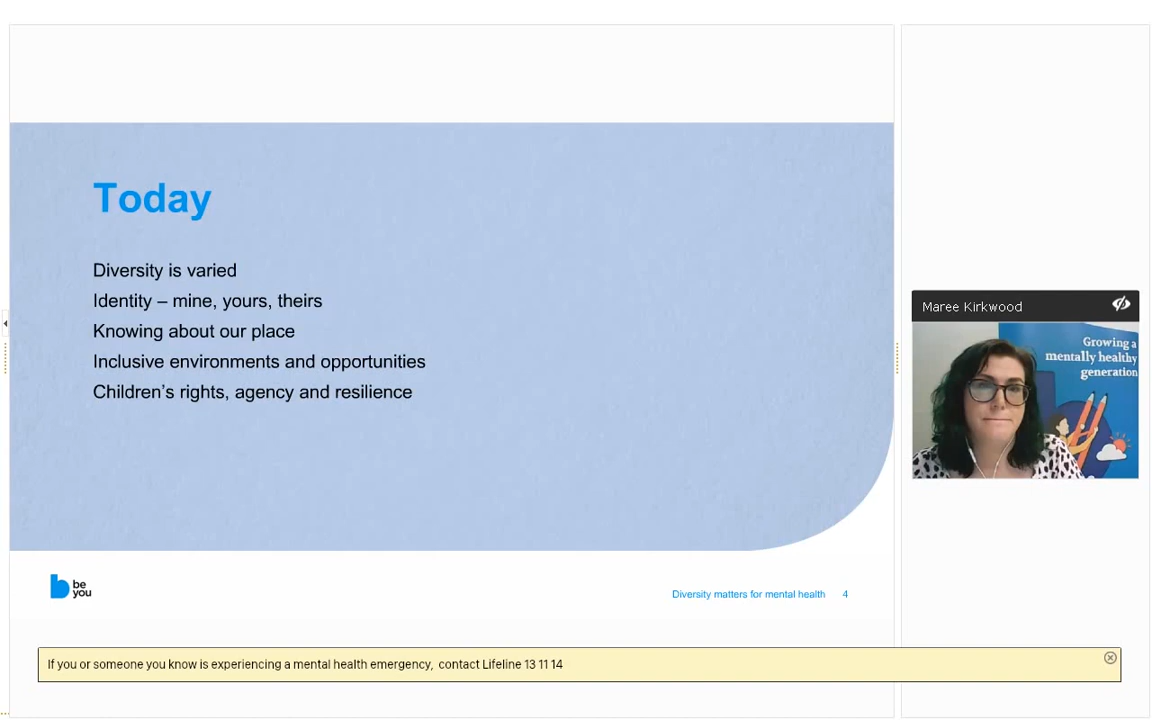 Today
Diversity is varied
Identity – mine, yours, theirs
Knowing about our place
Inclusive environments and opportunities
Children’s rights, agency and resilience
be
you
Diversity matters for mental health 4
Maree Kirkwood
Growing a
mentally healthy
generation
If you or someone you know is experiencing a mental health emergency, contact Lifeline 13 11 14